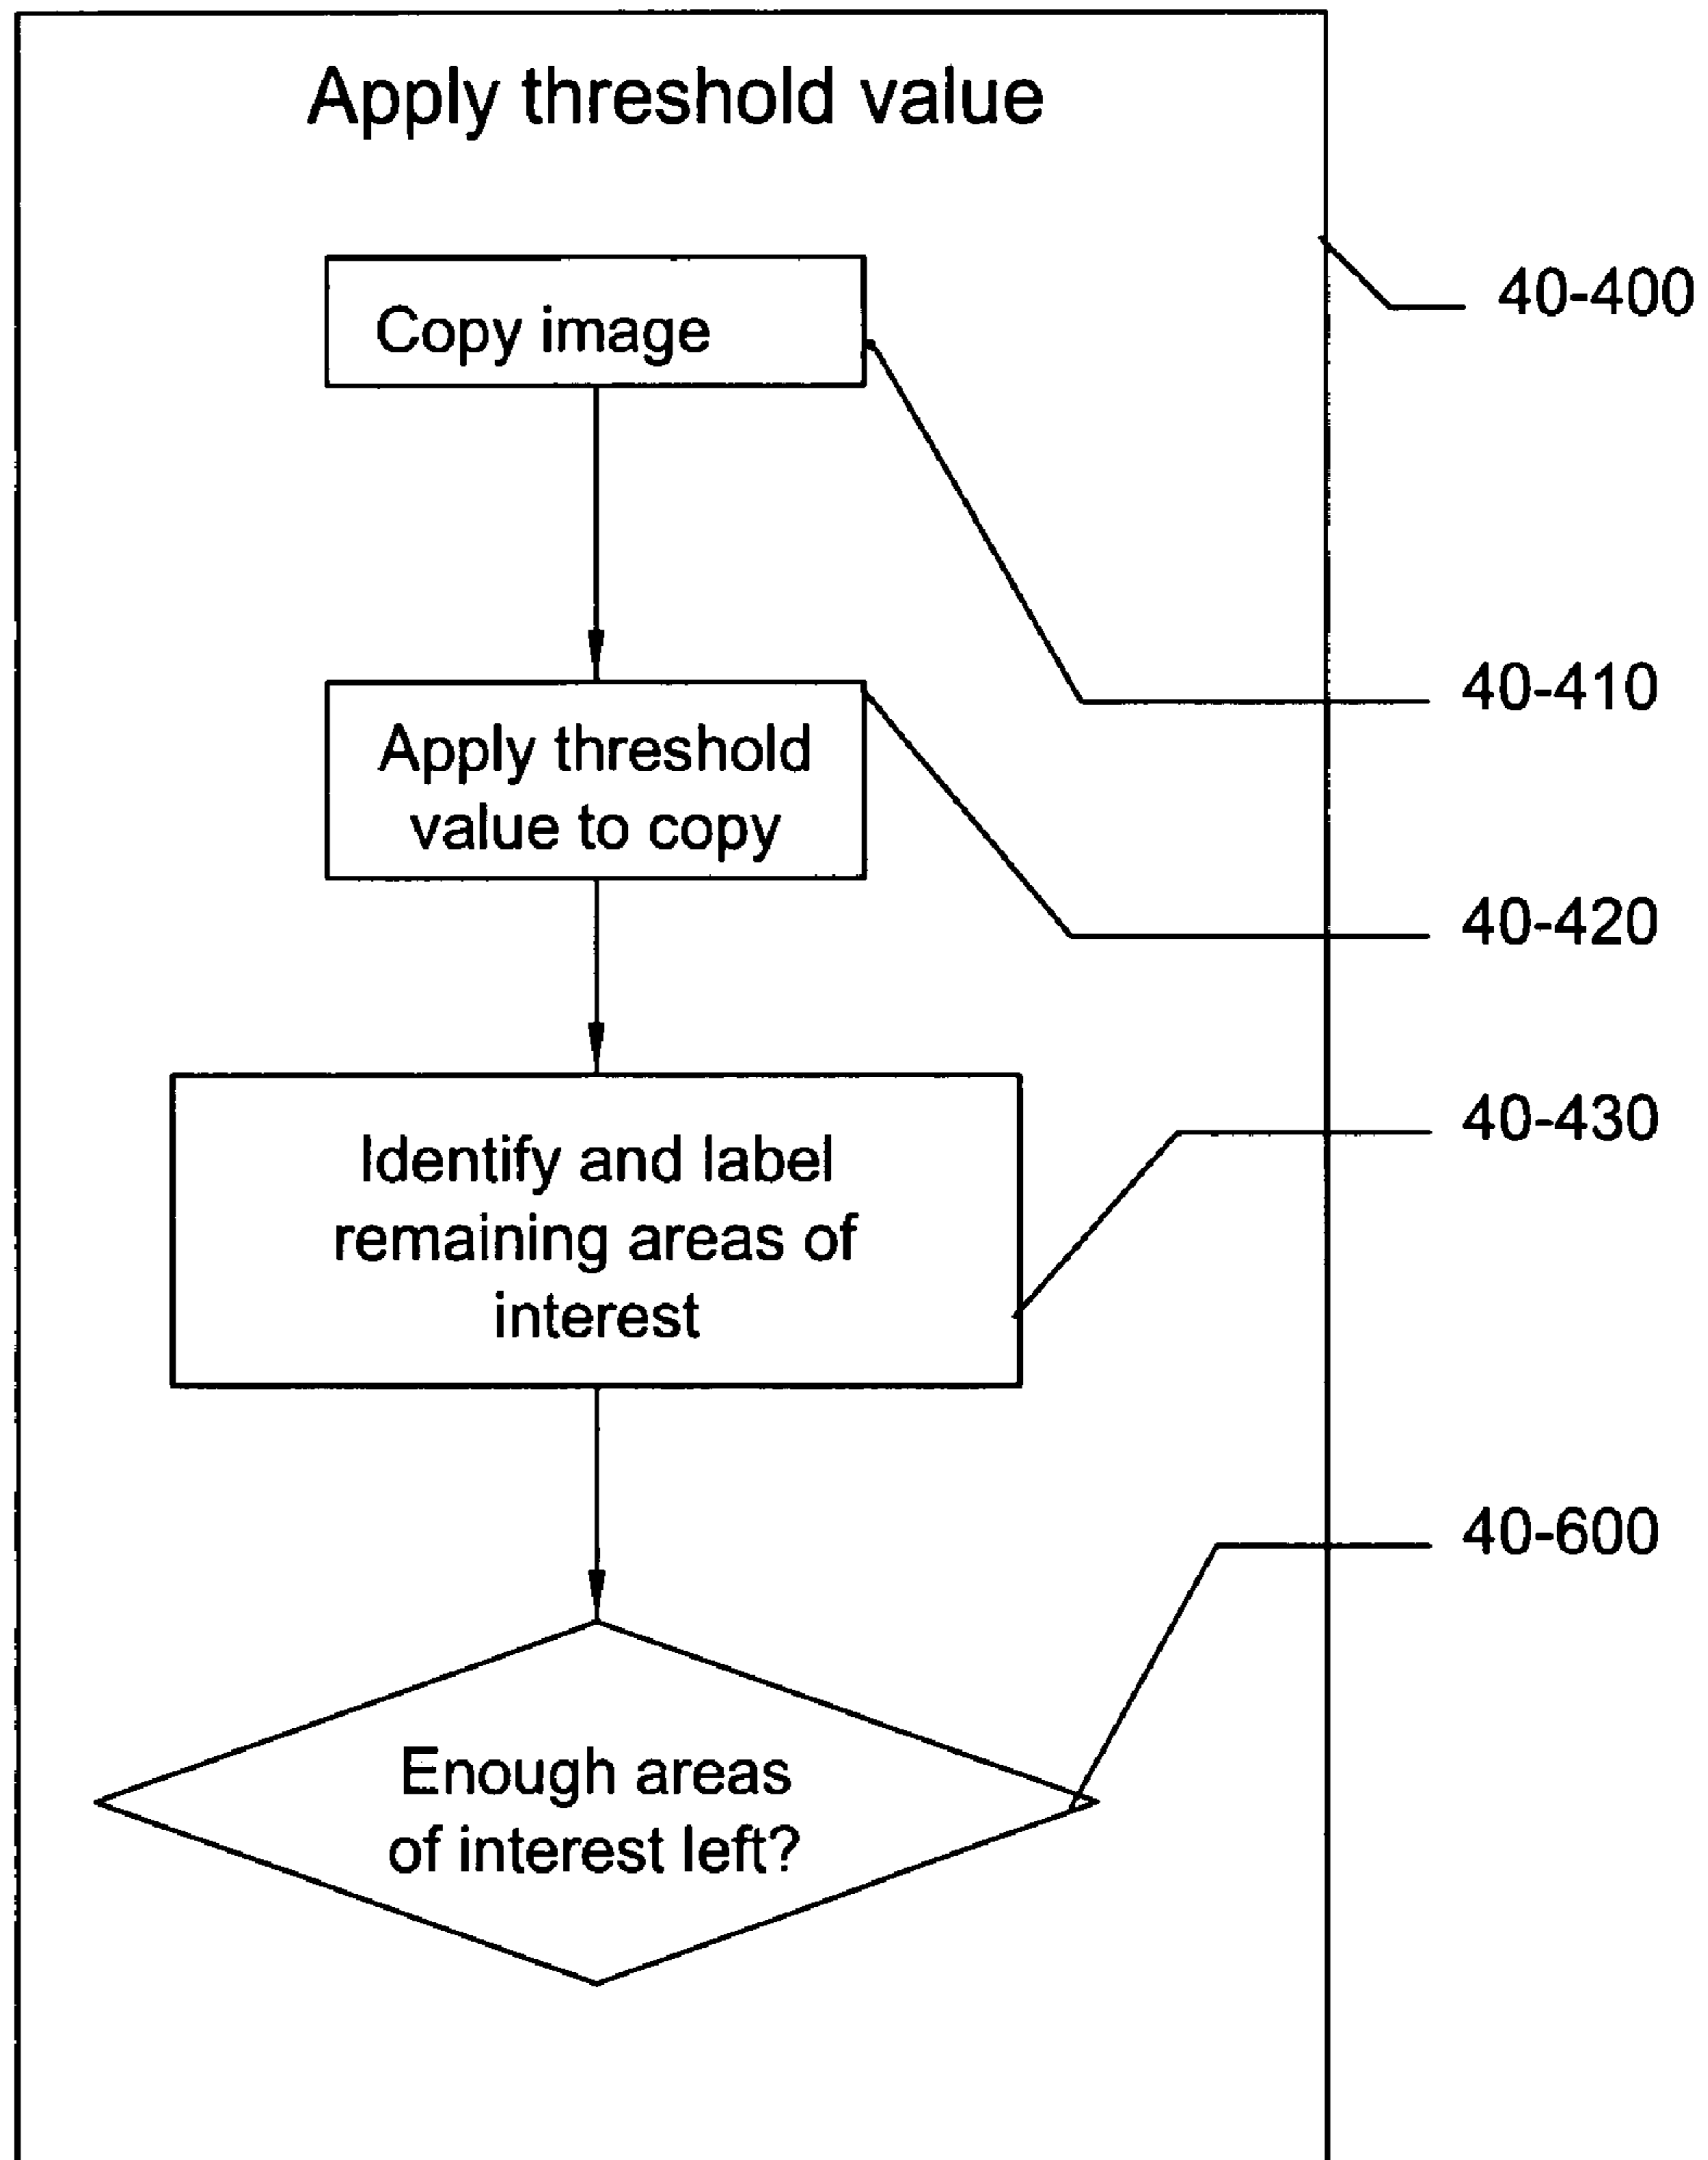 Apply threshold value
40-400
Copy image
40-410
Apply threshold
value to copy
40-420
40-430
Identify and label
remaining areas of
interest
40-600
Enough areas
of interest left?